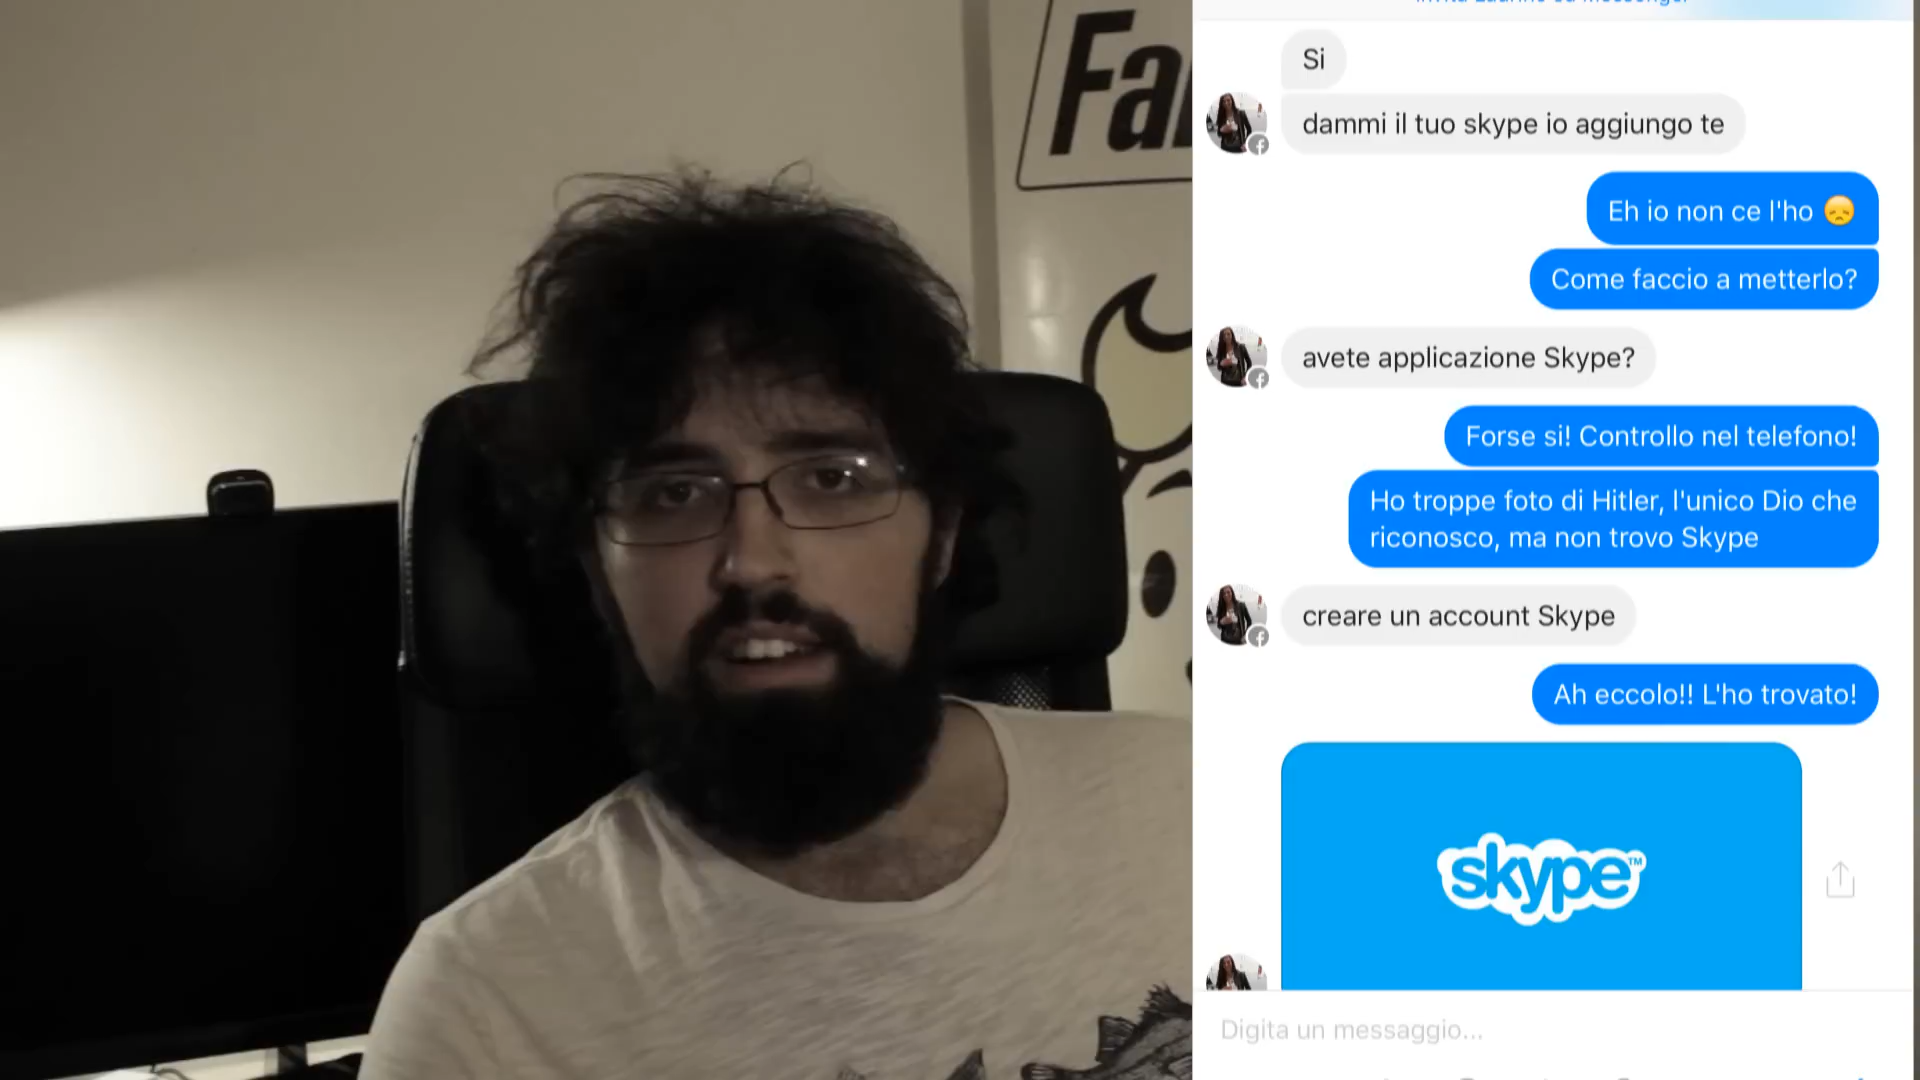 Fa
Si
dammi il tuo skype io aggiungo te
Eh io non ce l'ho 😞
Come faccio a metterlo?
avete applicazione Skype?
Forse si! Controllo nel telefono!
Ho troppe foto di Hitler, l'unico Dio che
riconosco, ma non trovo Skype
creare un account Skype
Ah eccolo!! L'ho trovato!
skype™
Digita un messaggio...